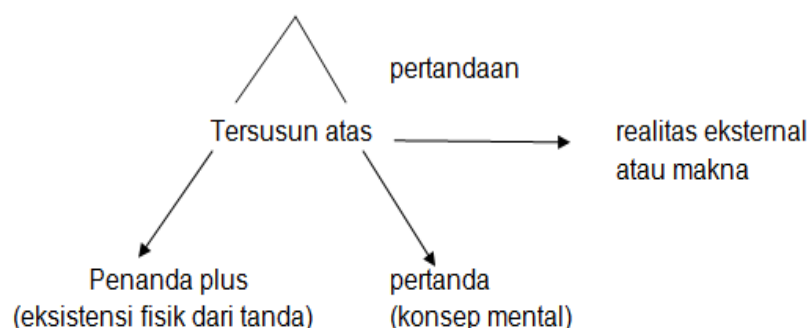 pertandaan
Tersusun atas
realitas eksternal
atau makna
Penanda plus
(eksistensi fisik dari tanda)
pertanda
(konsep mental)